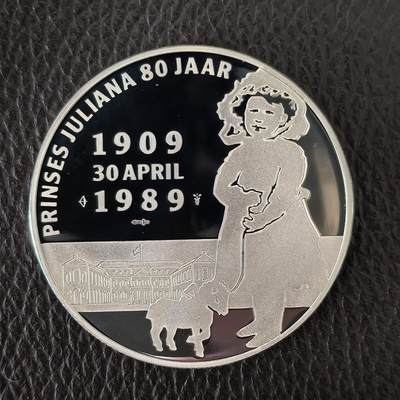 PRINSES JULIANA 80 JAAR
1909
30 APRIL
1989